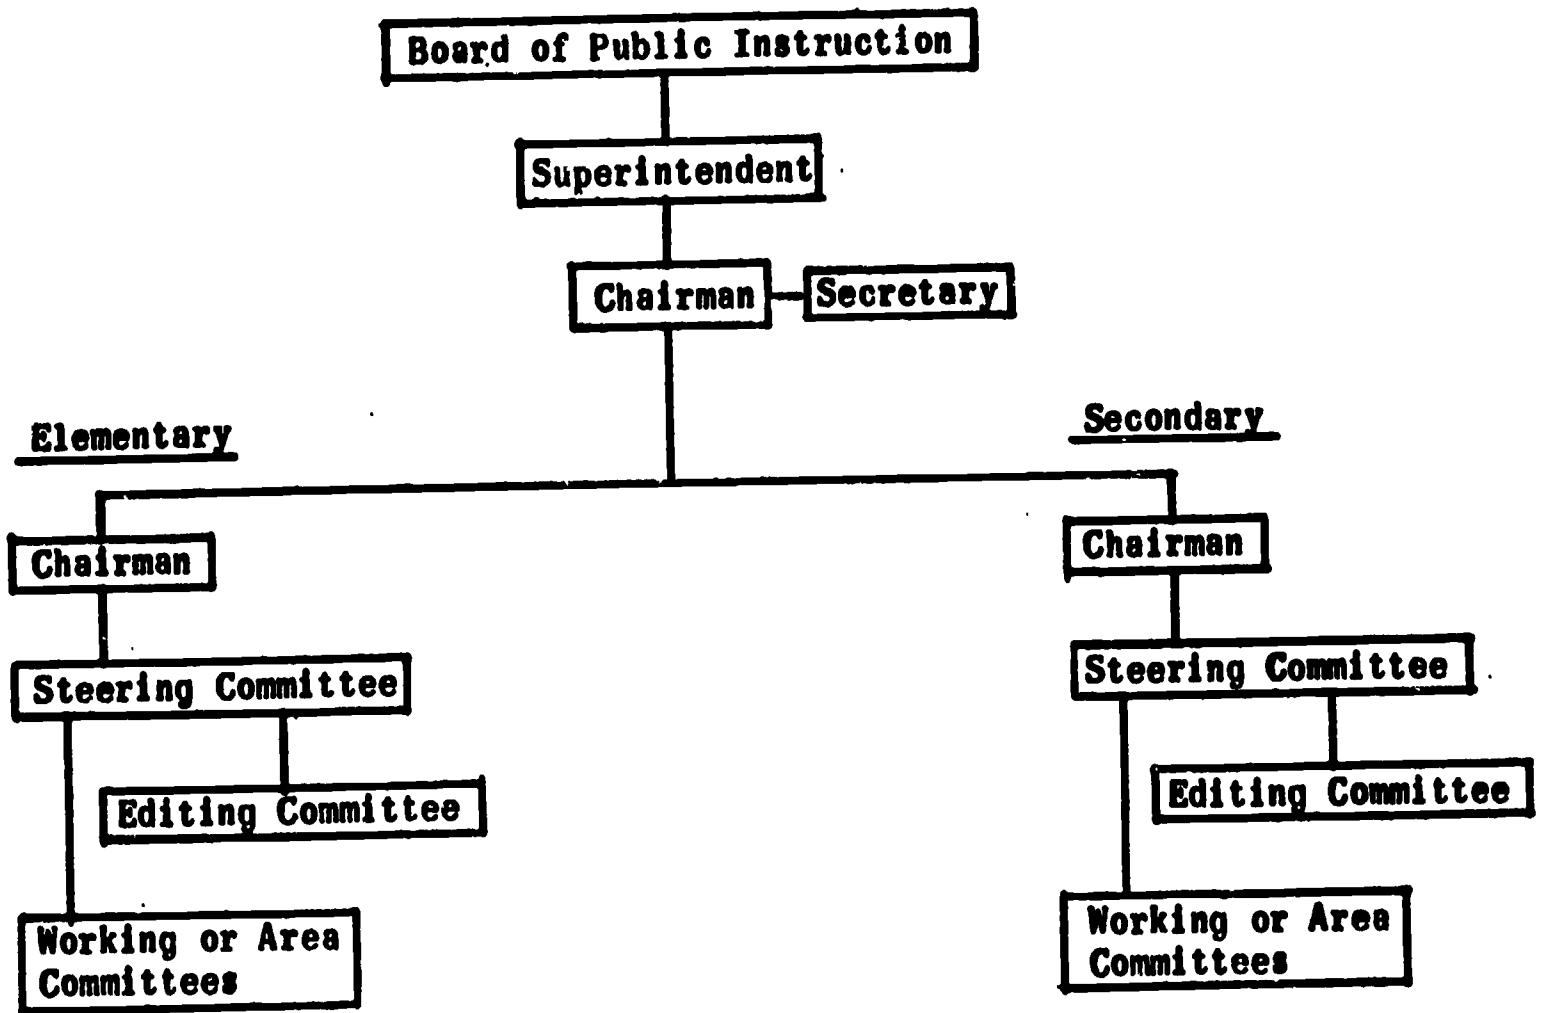 Board of Public Instruction
Superintendent
Chairman
Secretary
Elementary
Secondary
Chairman
Chairman
Steering Committee
Steering Committee
Editing Committee
Editing Committee
Working or Area
Committees
Working or Area
Committees